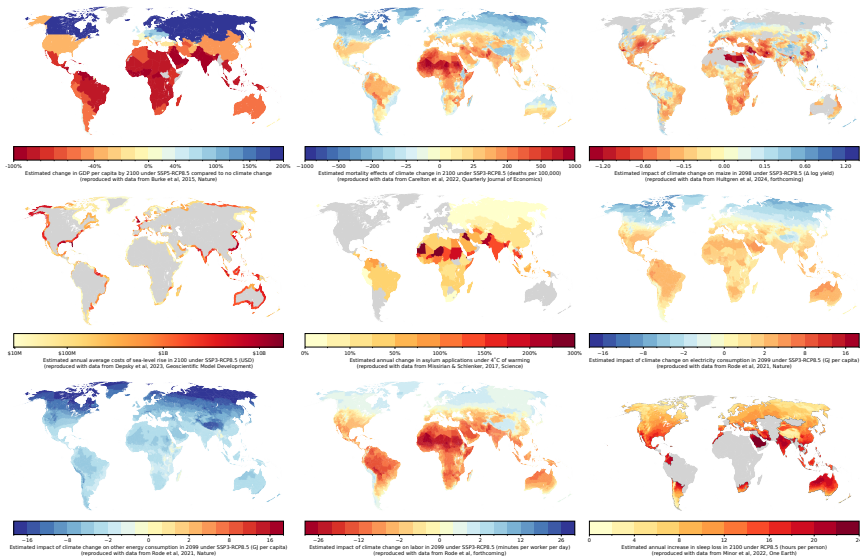 -100% -40% 0% 40% 100% 200%
Estimated change in GDP per capita by 2100 under SSP5-RCP8.5 compared to no climate change
(reproduced with data from Burke et al, 2015, Nature)
-1000 -500 -25 0 25 500 1000
Estimated mortality effects of climate change in 2100 under SSP3-RCP8.5 (deaths per 100,000)
(reproduced with data from Carelton et al, 2022, Quarterly Journal of Economics)
-1.20 -0.60 -0.15 0.00 0.15 0.60 1.20
Estimated impact of climate change on maize in 2098 under SSP3-RCP8.5 (Δ log yield)
(reproduced with data from Hultgren et al, 2024, forthcoming)
$10M $100M $1B $10B
Estimated annual average costs of sea-level rise in 2100 under SSP3-RCP8.5 (USD)
(reproduced with data from Depsky et al, 2023, Geoscientific Model Development)
0% 10% 50% 100% 150% 200% 300%
Estimated annual change in asylum applications under 4˚C of warming
(reproduced with data from Missirian & Schlenker, 2017, Science)
−16 −8 −2 0 2 8 16
Estimated impact of climate change on electricity consumption in 2099 under SSP3-RCP8.5 (GJ per capita)
(reproduced with data from Rode et al, 2021, Nature)
−16 −8 −2 0 2 8 16
Estimated impact of climate change on other energy consumption in 2099 under SSP3-RCP8.5 (GJ per capita)
(reproduced with data from Rode et al, 2021, Nature)
−26 −12 −2 0 2 12 26
Estimated impact of climate change on labor in 2099 under SSP3-RCP8.5 (minutes per worker per day)
(reproduced with data from Rode et al, forthcoming)
0 4 10 16 22
Estimated annual increase in sleep loss in 2100 under RCP8.5 (hours per person)
(reproduced with data from Minor et al, 2022, One Earth)